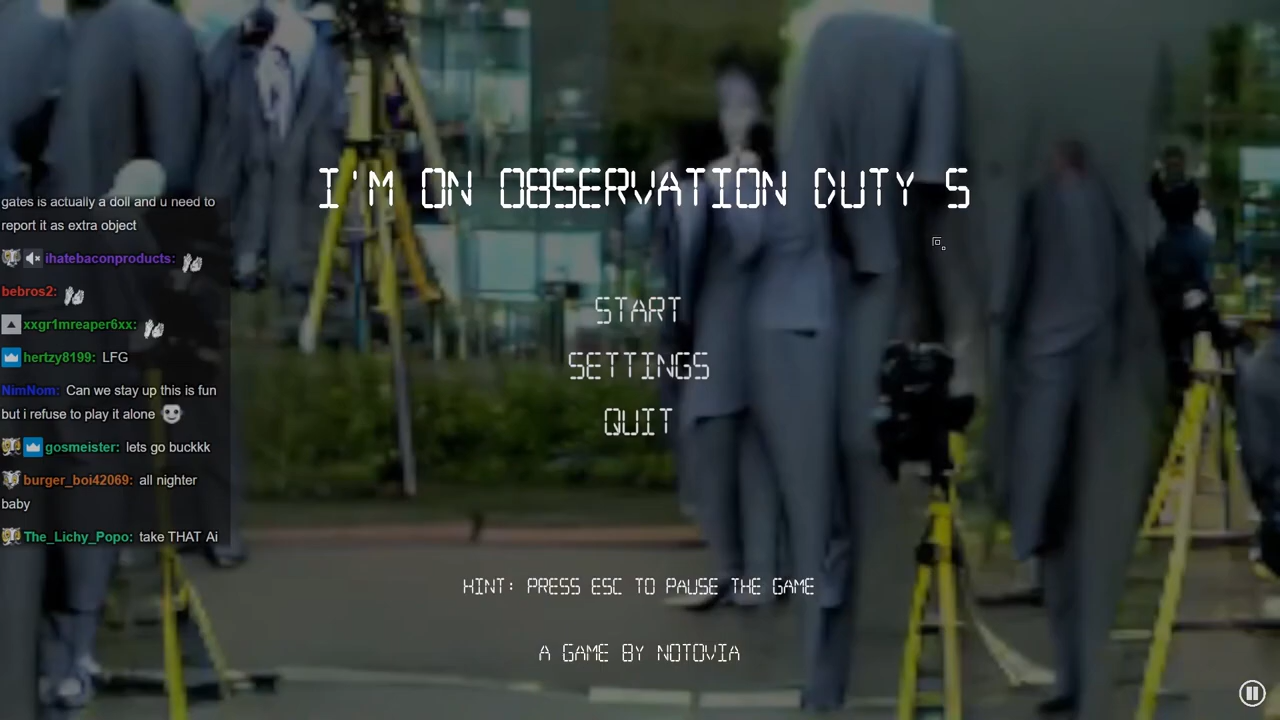 I'M ON OBSERVATION DUTY 5
START
SETTINGS
QUIT
HINT: PRESS ESC TO PAUSE THE GAME
A GAME BY NOTOVIA
gates is actually a doll and u need to
report it as extra object
ihatebaconproducts:
bebros2:
xxgr1mreaper6xx:
hertzy8199: LFG
NimNom: Can we stay up this is fun
but i refuse to play it alone
gosmeister: lets go buckkk
burger_boi42069: all nighter
baby
The_Lichy_Popo: take THAT Ai